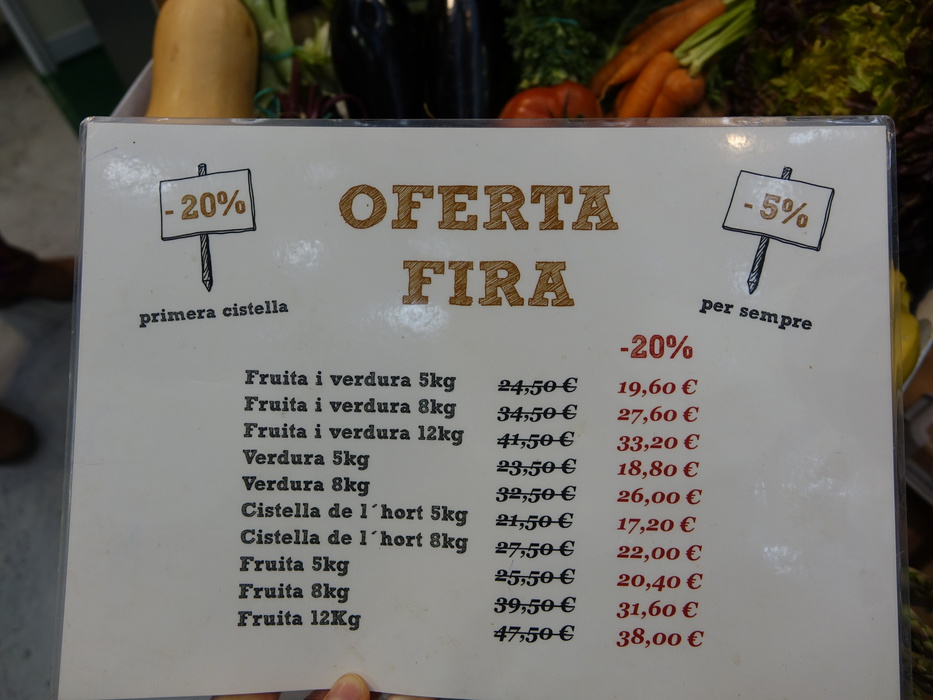 -20%
primera cistella
OFERTA
FIRA
- 5%
per sempre
-20%
Fruita i verdura 5kg 24,50 € 19,60 €
Fruita i verdura 8kg 34,50 € 27,60 €
Fruita i verdura 12kg 41,50 € 33,20 €
Verdura 5kg 23,50 € 18,80 €
Verdura 8kg 32,50 € 26,00 €
Cistella de l´hort 5kg 21,50 € 17,20 €
Cistella de l´hort 8kg 27,50 € 22,00 €
Fruita 5kg 25,50 € 20,40 €
Fruita 8kg 39,50 € 31,60 €
Fruita 12Kg 47,50 € 38,00 €